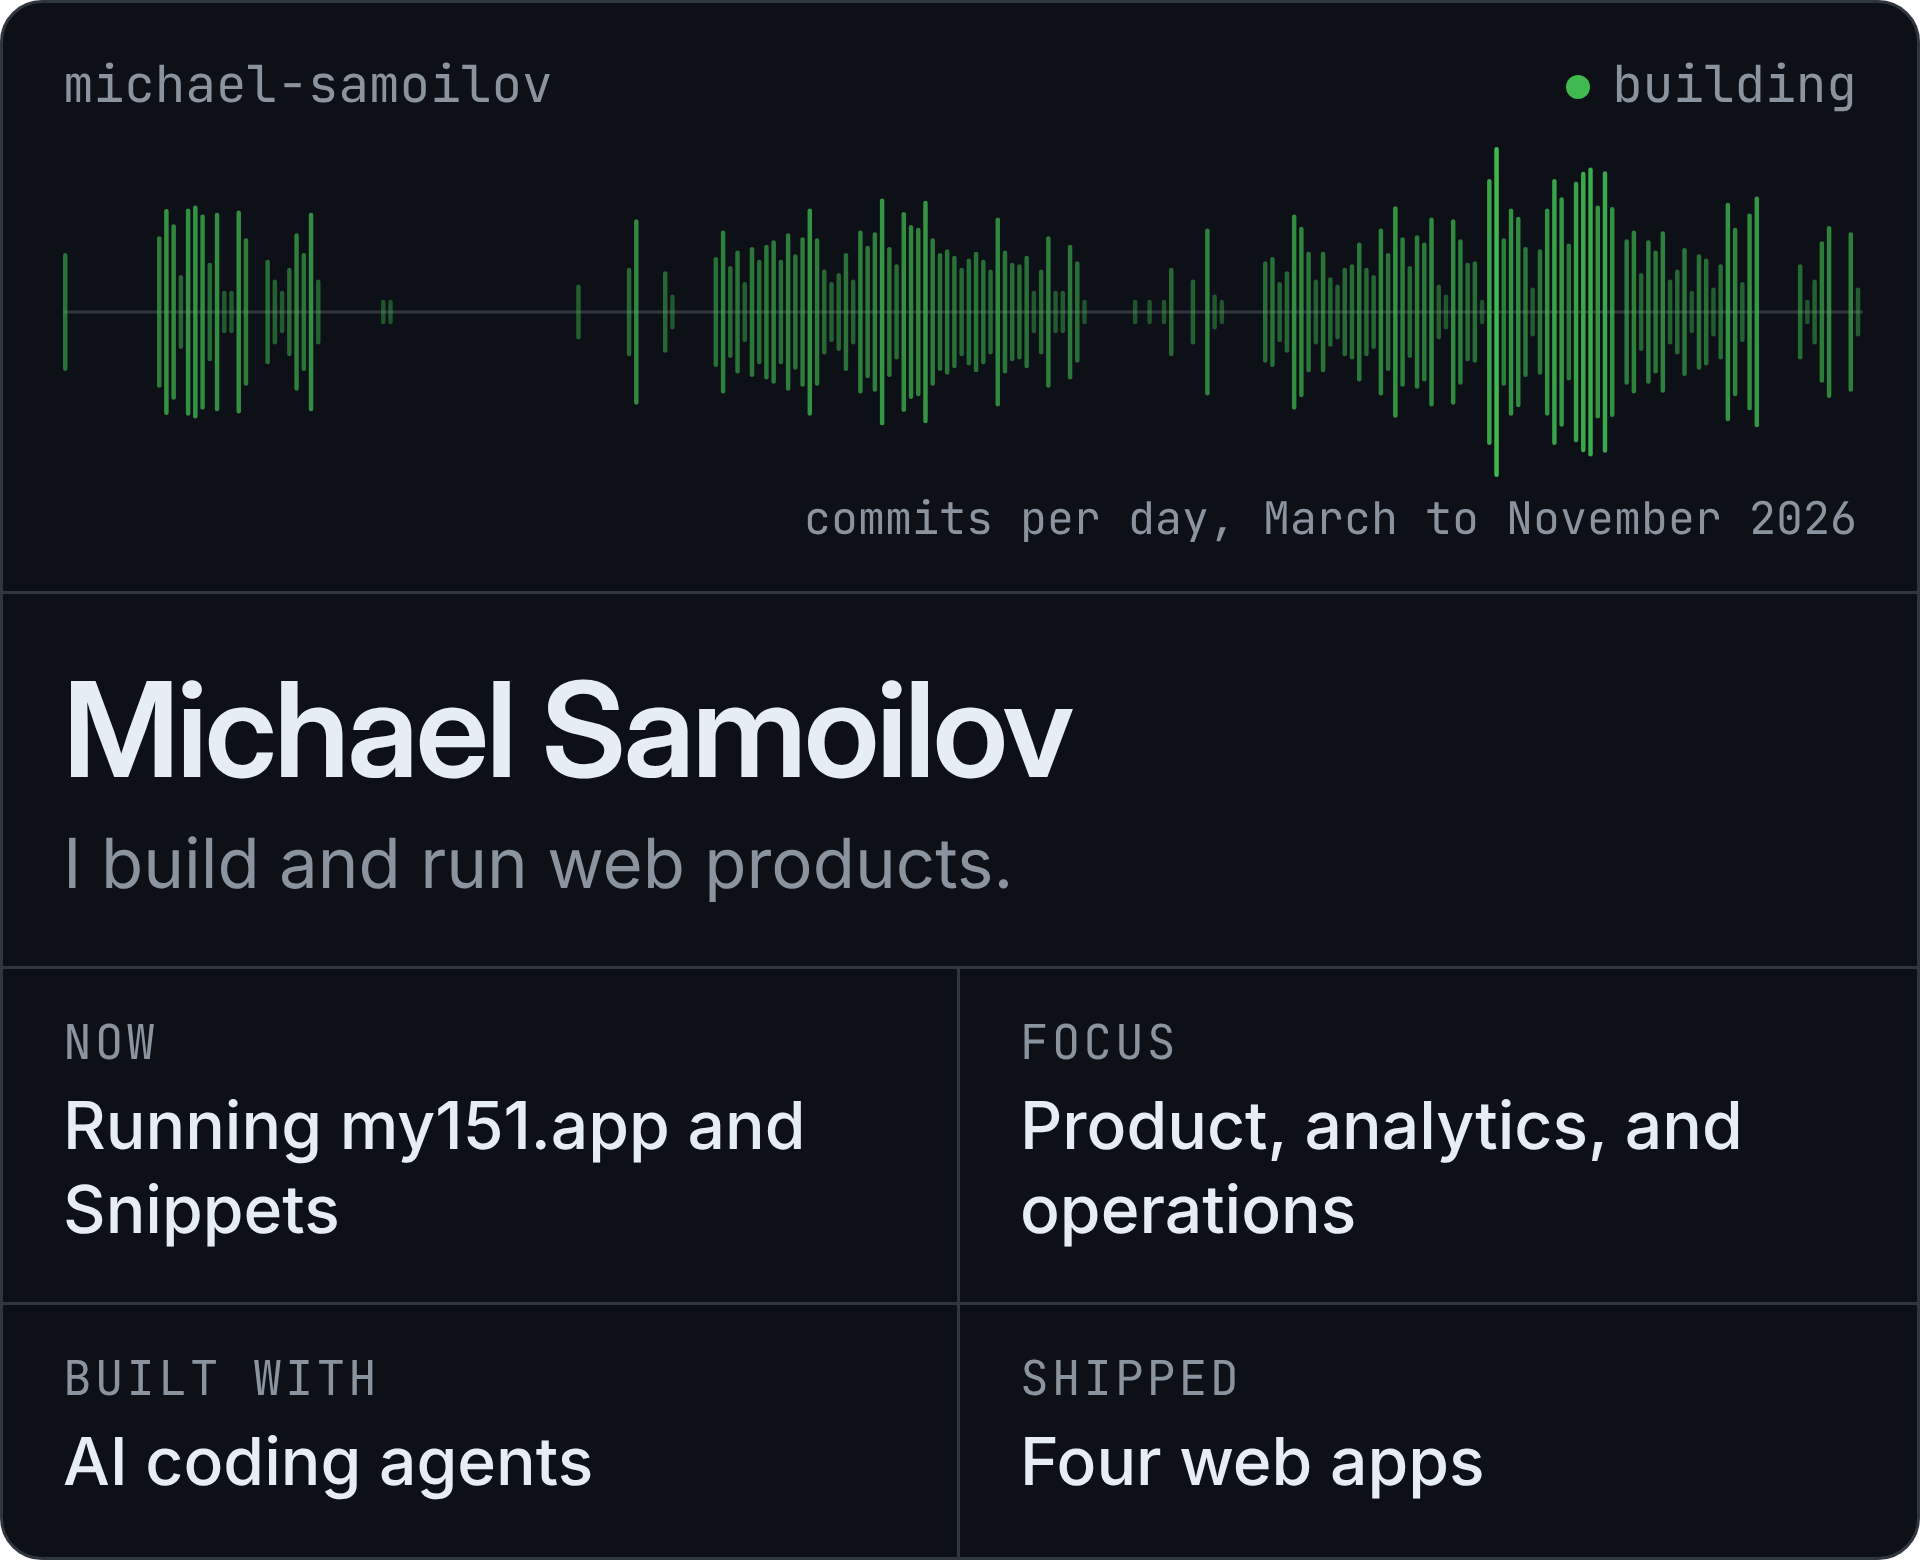 michael-samoilov
building
commits per day, March to November 2026
Michael Samoilov
I build and run web products.
NOW
Running my151.app and
Snippets
FOCUS
Product, analytics, and
operations
BUILT WITH
AI coding agents
SHIPPED
Four web apps